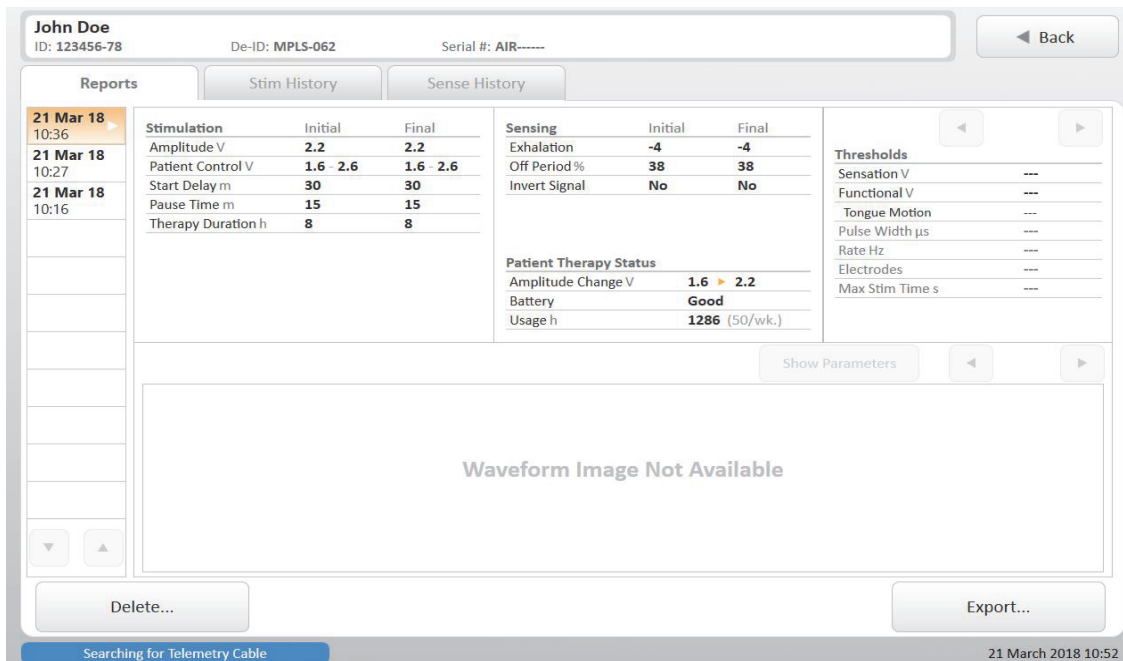 John Doe
ID: 123456-78 De-ID: MPLS-062 Serial #: AIR------
Back
Reports Stim History Sense History
21 Mar 18
10:36
21 Mar 18
10:27
21 Mar 18
10:16
Stimulation Initial Final
Amplitude V 2.2 2.2
Patient Control V 1.6 - 2.6 1.6 - 2.6
Start Delay m 30 30
Pause Time m 15 15
Therapy Duration h 8 8
Sensing Initial Final
Exhalation -4 -4
Off Period % 38 38
Invert Signal No No
Patient Therapy Status
Amplitude Change V 1.6 ▶ 2.2
Battery Good
Usage h 1286 (50/wk.)
Thresholds
Sensation V ---
Functional V ---
Tongue Motion ---
Pulse Width µs ---
Rate Hz ---
Electrodes ---
Max Stim Time s ---
Show Parameters
Waveform Image Not Available
Delete... Export...
Searching for Telemetry Cable 21 March 2018 10:52